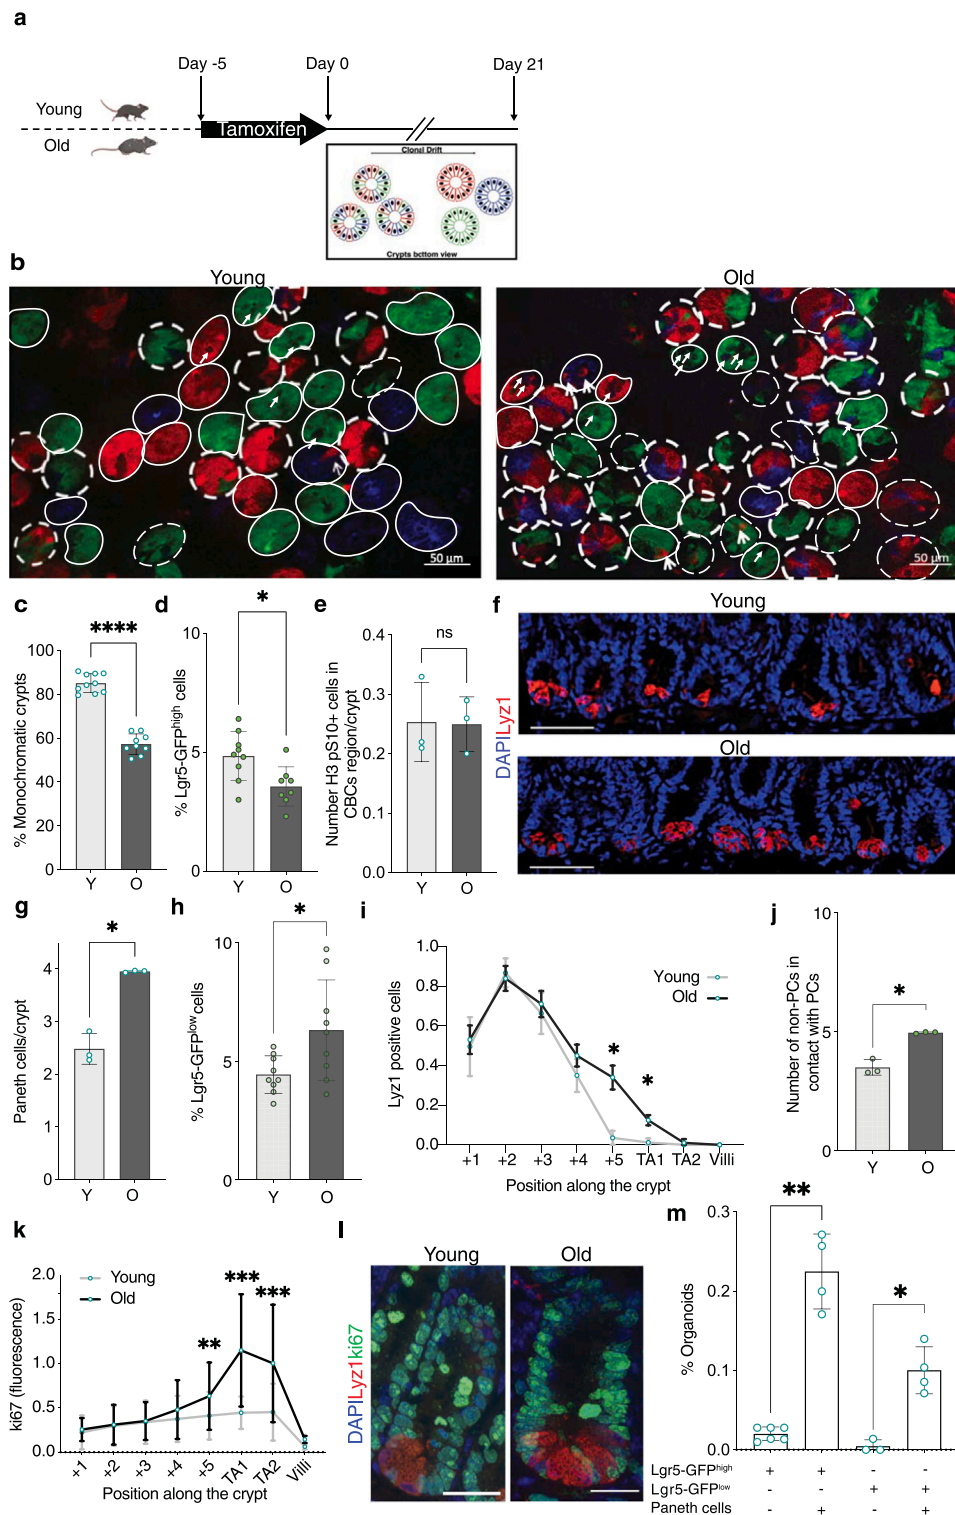 a
Day -5
Day 0
Day 21
Young
Old
Tamoxifen
Clonal Drift
Crypts bottom view
b
Young
Old
50 µm
50 µm
c
****
% Monochromatic crypts
100
80
60
40
20
0
Y
O
d
*
% Lgr5-GFPhigh cells
10
5
0
Y
O
e
ns
Number H3 pS10+ cells in
CBCs region/crypt
0.4
0.3
0.2
0.1
0.0
Y
O
f
Young
Old
DAPILyz1
g
*
Paneth cells/crypt
4
3
2
1
0
Y
O
h
*
% Lgr5-GFPlow cells
10
5
0
Y
O
i
Lyz1 positive cells
1.0
0.8
0.6
0.4
0.2
0.0
Young
Old
*
*
+1
+2
+3
+4
+5
TA1
TA2
Villi
Position along the crypt
j
*
Number of non-PCs in
contact with PCs
10
5
0
Y
O
k
ki67 (fluorescence)
2.0
1.5
1.0
0.5
0.0
Young
Old
**
***
***
+1
+2
+3
+4
+5
TA1
TA2
Villi
Position along the crypt
l
Young
Old
DAPILyz1ki67
m
**
*
% Organoids
0.3
0.2
0.1
0.0
Lgr5-GFPhigh + + - -
Lgr5-GFPlow - - + +
Paneth cells - + - +